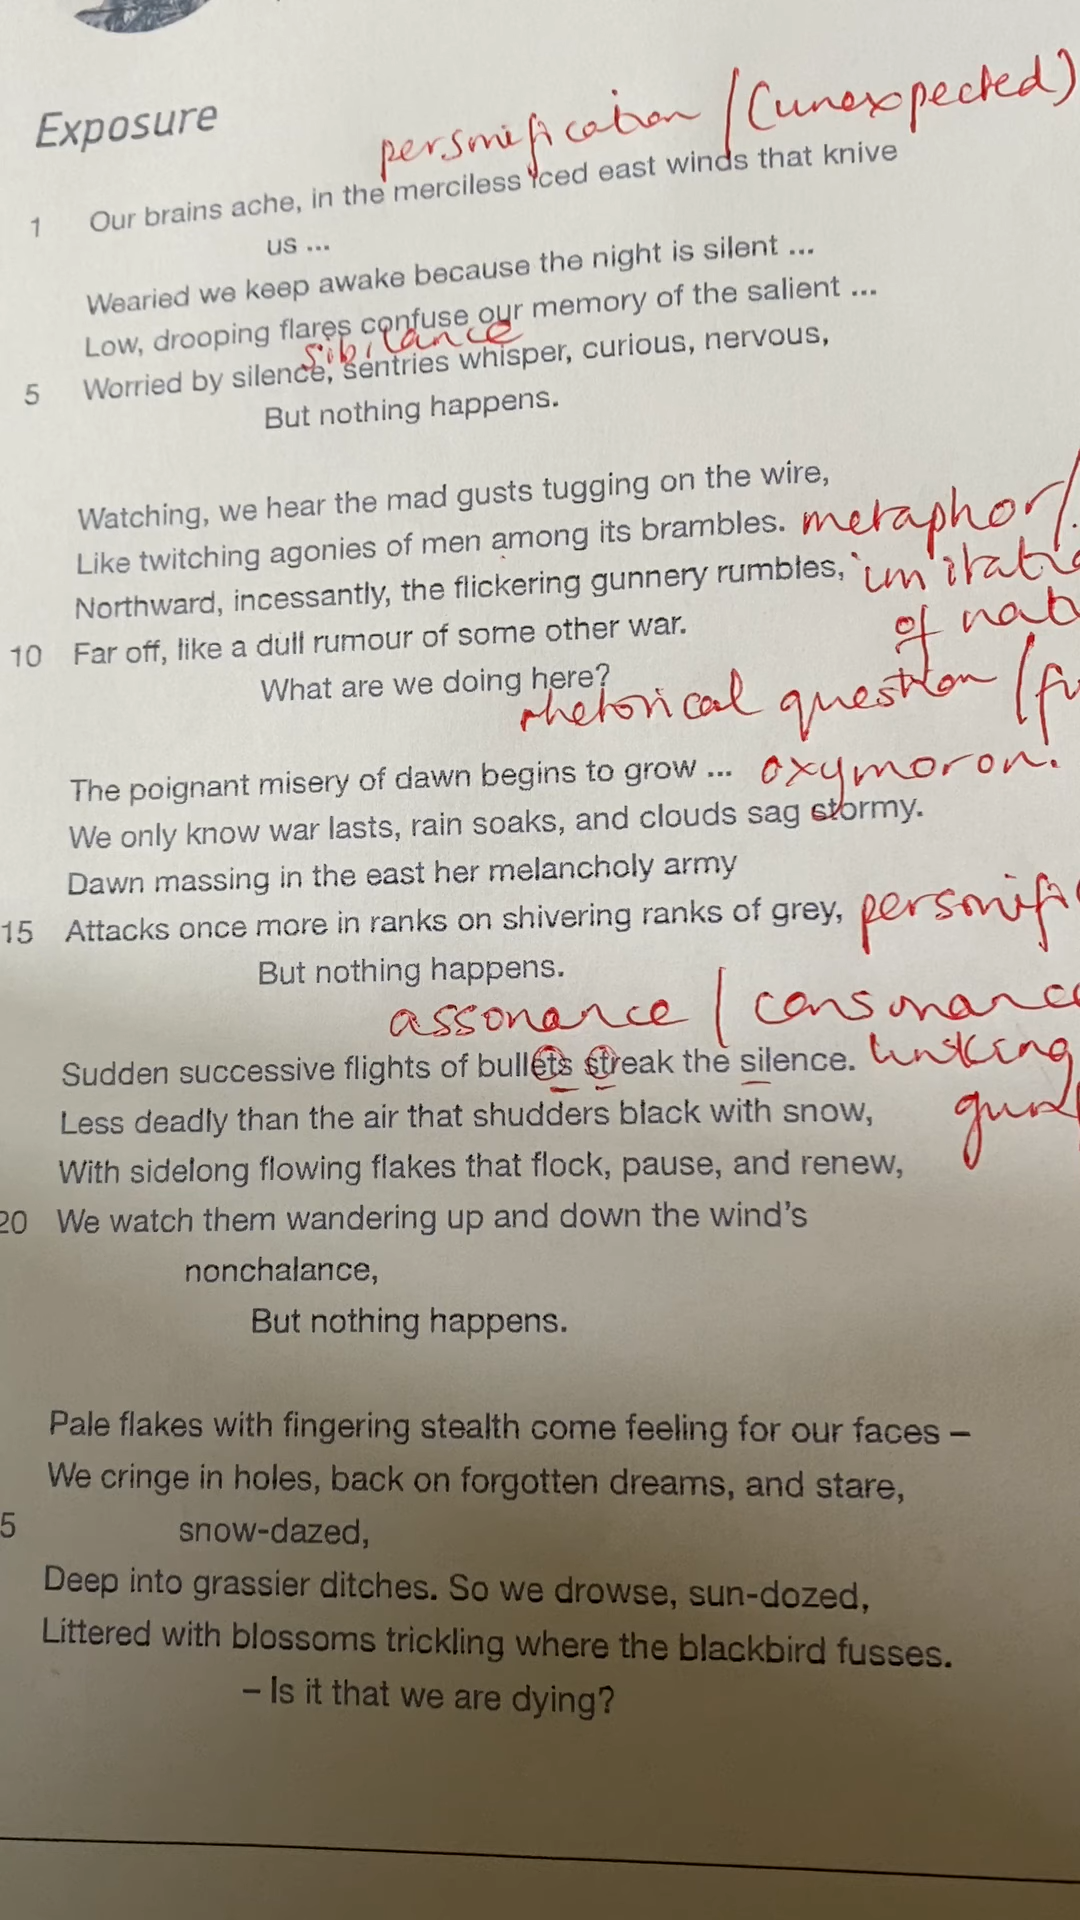 Exposure
personification / (unexpected)
1 Our brains ache, in the merciless iced east winds that knive
us ...
Wearied we keep awake because the night is silent ...
Low, drooping flares confuse our memory of the salient ...
sibilance
5 Worried by silence, sentries whisper, curious, nervous,
But nothing happens.
Watching, we hear the mad gusts tugging on the wire,
Like twitching agonies of men among its brambles. metaphor/
Northward, incessantly, the flickering gunnery rumbles,
10 Far off, like a dull rumour of some other war. of
What are we doing here?
rhetorical question /
The poignant misery of dawn begins to grow ... oxymoron.
We only know war lasts, rain soaks, and clouds sag stormy.
Dawn massing in the east her melancholy army
15 Attacks once more in ranks on shivering ranks of grey,
But nothing happens.
assonance /
Sudden successive flights of bullets streak the silence. linking
Less deadly than the air that shudders black with snow,
With sidelong flowing flakes that flock, pause, and renew,
20 We watch them wandering up and down the wind's
nonchalance,
But nothing happens.
Pale flakes with fingering stealth come feeling for our faces –
We cringe in holes, back on forgotten dreams, and stare,
5 snow-dazed,
Deep into grassier ditches. So we drowse, sun-dozed,
Littered with blossoms trickling where the blackbird fusses.
– Is it that we are dying?